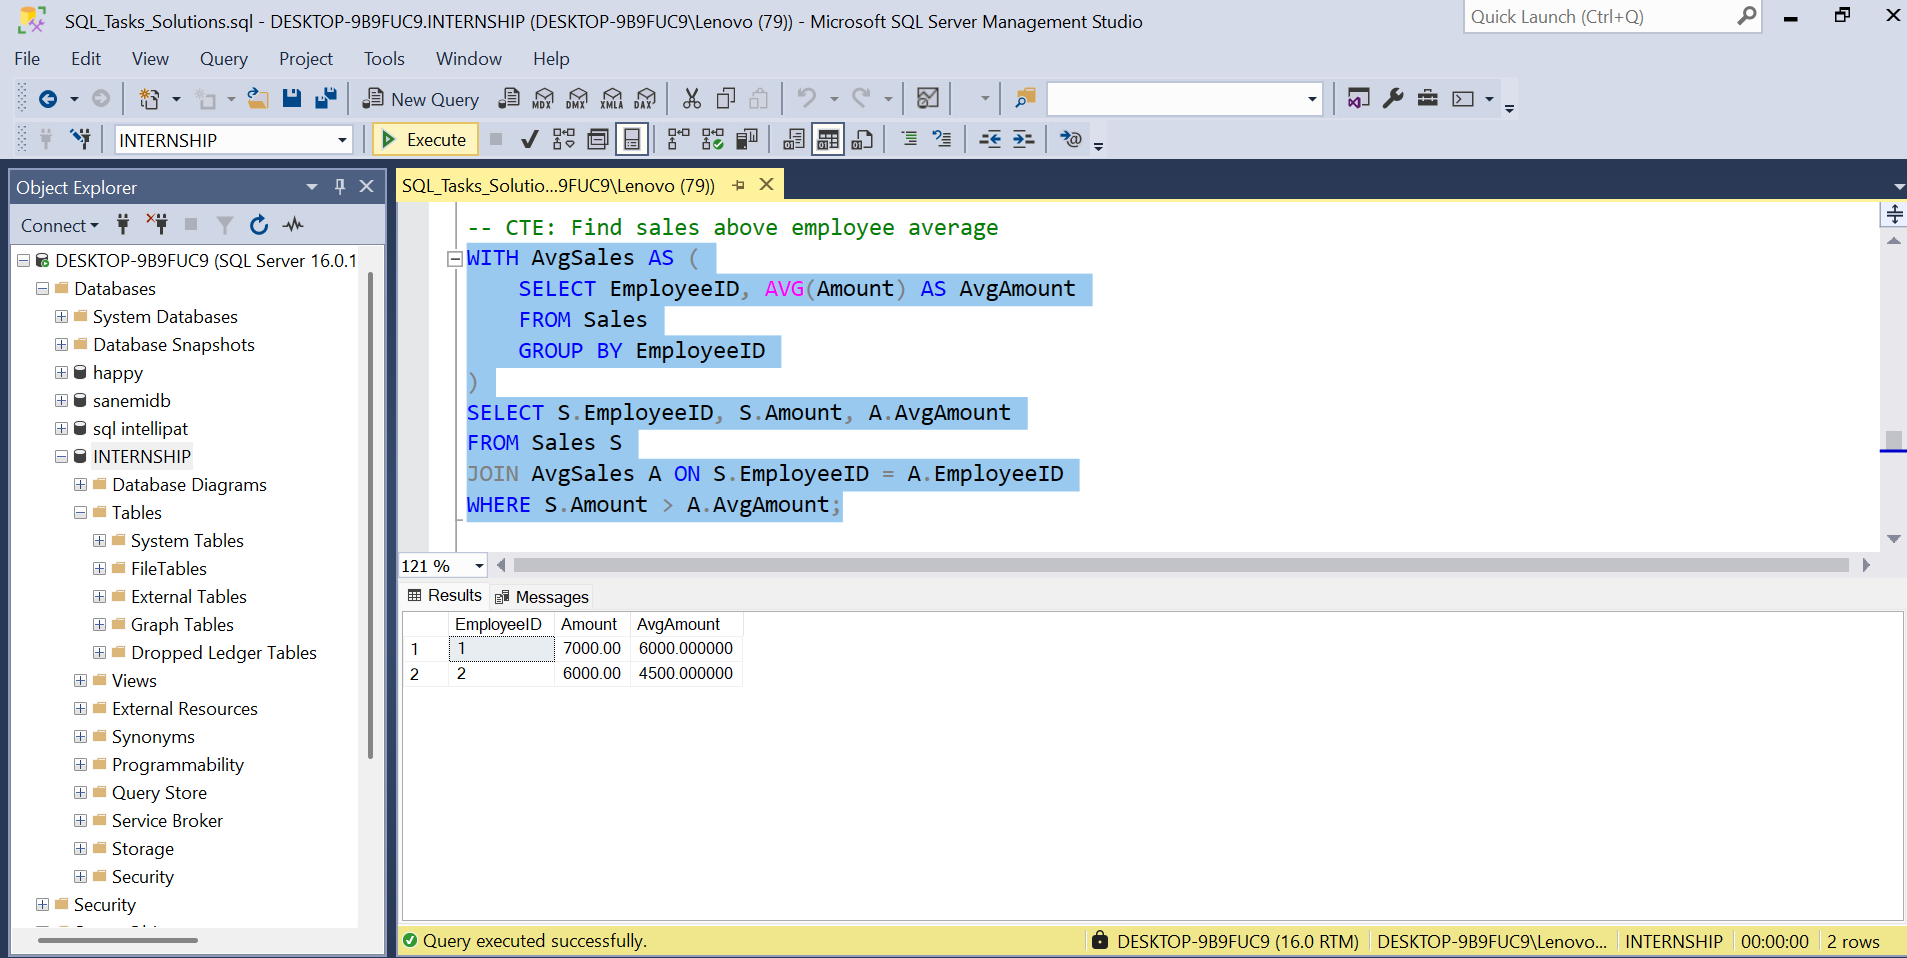 SQL_Tasks_Solutions.sql - DESKTOP-9B9FUC9.INTERNSHIP (DESKTOP-9B9FUC9\Lenovo (79)) - Microsoft SQL Server Management Studio
Quick Launch (Ctrl+Q)
File Edit View Query Project Tools Window Help
New Query MDX DMX XMLA DAX
INTERNSHIP Execute
Object Explorer
Connect
DESKTOP-9B9FUC9 (SQL Server 16.0.1
Databases
System Databases
Database Snapshots
happy
sanemidb
sql intellipat
INTERNSHIP
Database Diagrams
Tables
System Tables
FileTables
External Tables
Graph Tables
Dropped Ledger Tables
Views
External Resources
Synonyms
Programmability
Query Store
Service Broker
Storage
Security
Security
SQL_Tasks_Solutio...9FUC9\Lenovo (79))
-- CTE: Find sales above employee average
WITH AvgSales AS (
SELECT EmployeeID, AVG(Amount) AS AvgAmount
FROM Sales
GROUP BY EmployeeID
)
SELECT S.EmployeeID, S.Amount, A.AvgAmount
FROM Sales S
JOIN AvgSales A ON S.EmployeeID = A.EmployeeID
WHERE S.Amount > A.AvgAmount;
121 %
Results Messages
EmployeeID Amount AvgAmount
1 1 7000.00 6000.000000
2 2 6000.00 4500.000000
Query executed successfully. DESKTOP-9B9FUC9 (16.0 RTM) DESKTOP-9B9FUC9\Lenovo... INTERNSHIP 00:00:00 2 rows